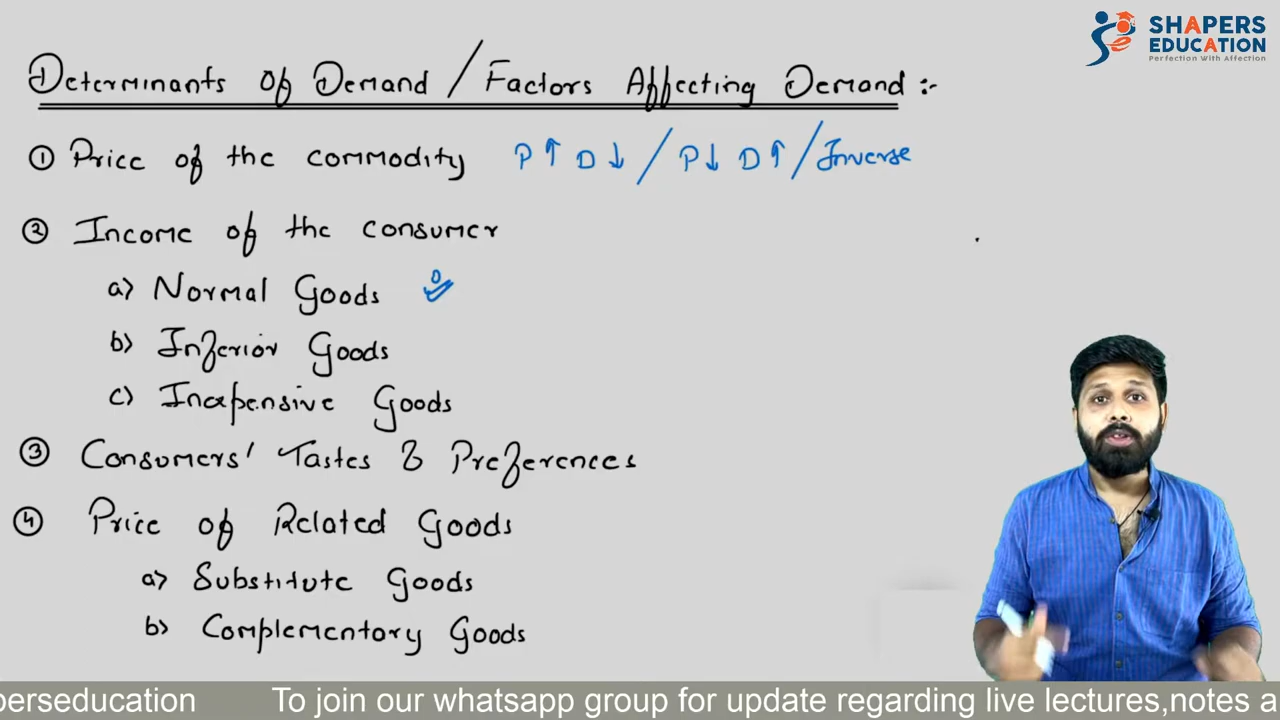 SHAPERS
EDUCATION
Perfection With Affection
Determinants of Demand / Factors Affecting Demand :-
① Price of the commodity P↑ D↓ / P↓ D↑ / Inverse
② Income of the consumer
a) Normal Goods
b) Inferior Goods
c) Inexpensive Goods
③ Consumers' Tastes & Preferences
④ Price of Related Goods
a) Substitute Goods
b) Complementory Goods
perseducation To join our whatsapp group for update regarding live lectures,notes a